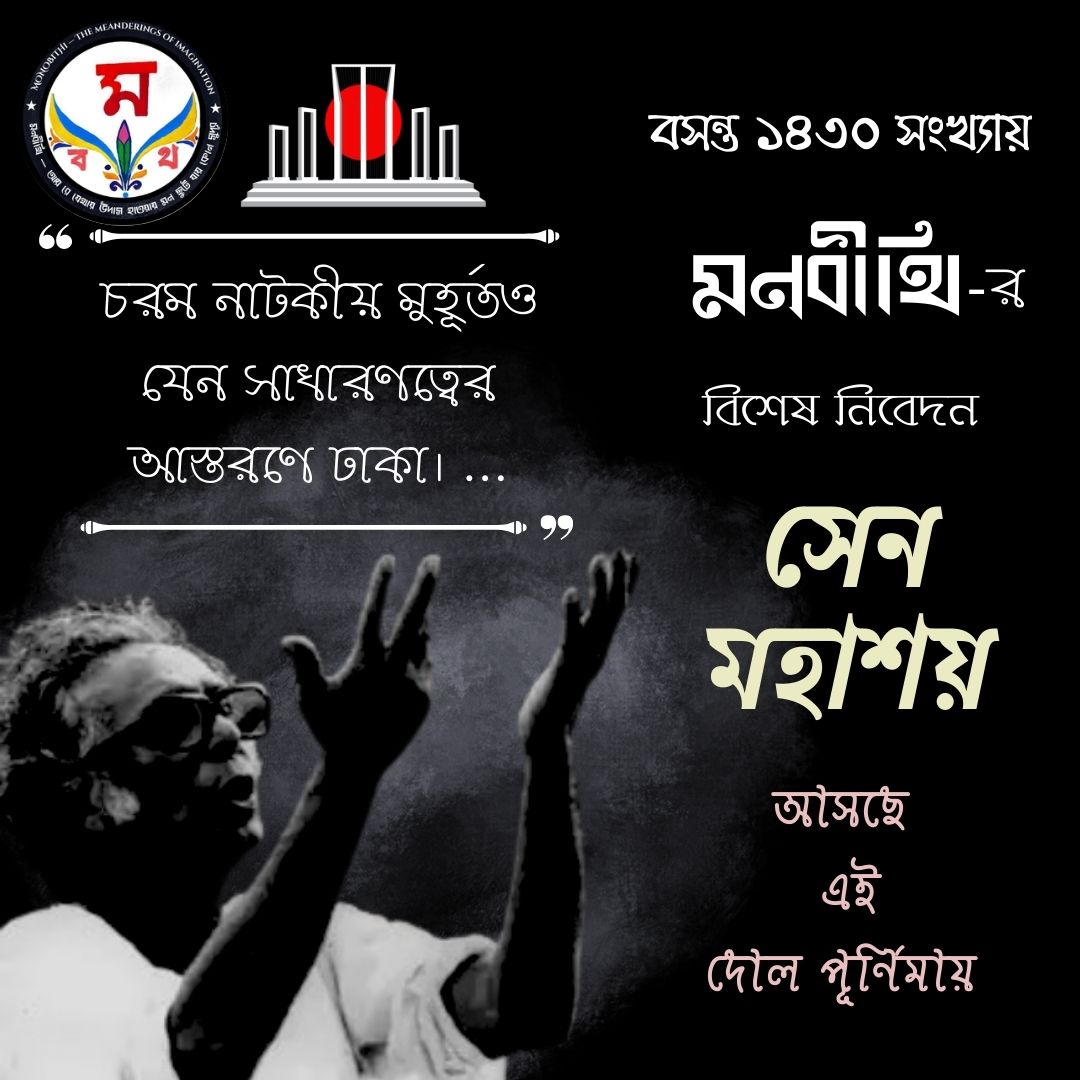 MONOBITHI – THE MEANDERINGS OF IMAGINATION
ম
ব থ
“
চরম নাটকীয় মুহূর্তও
যেন সাধারণত্বের
আস্তরণে ঢাকা। ...
”
বসন্ত ১৪৩০ সংখ্যায়
মনবীথি-র
বিশেষ নিবেদন
সেন
মহাশয়
আসছে
এই
দোল পূর্ণিমায়